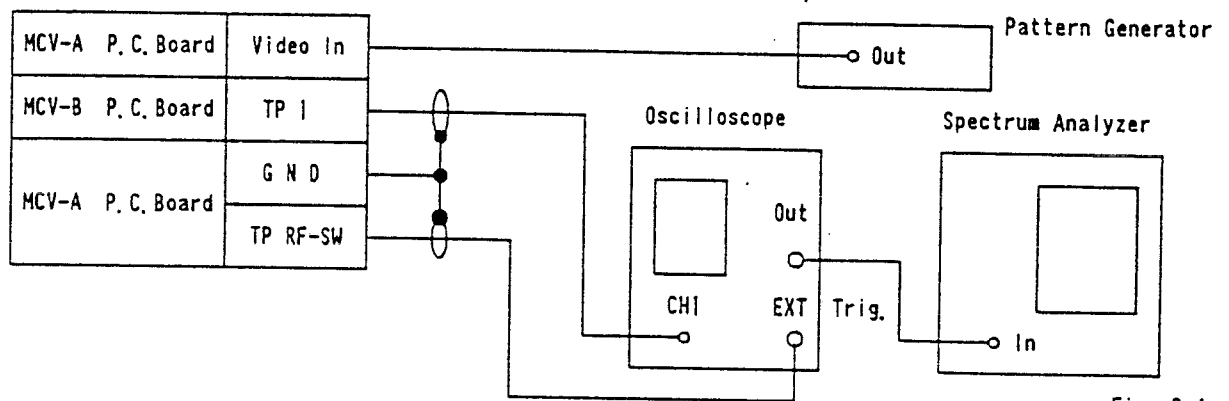 Pattern Generator
MCV-A P.C.Board Video In
Out
MCV-B P.C.Board TP 1
Oscilloscope
Spectrum Analyzer
MCV-A P.C.Board
G N D
TP RF-SW
Out
CH1 EXT Trig.
In